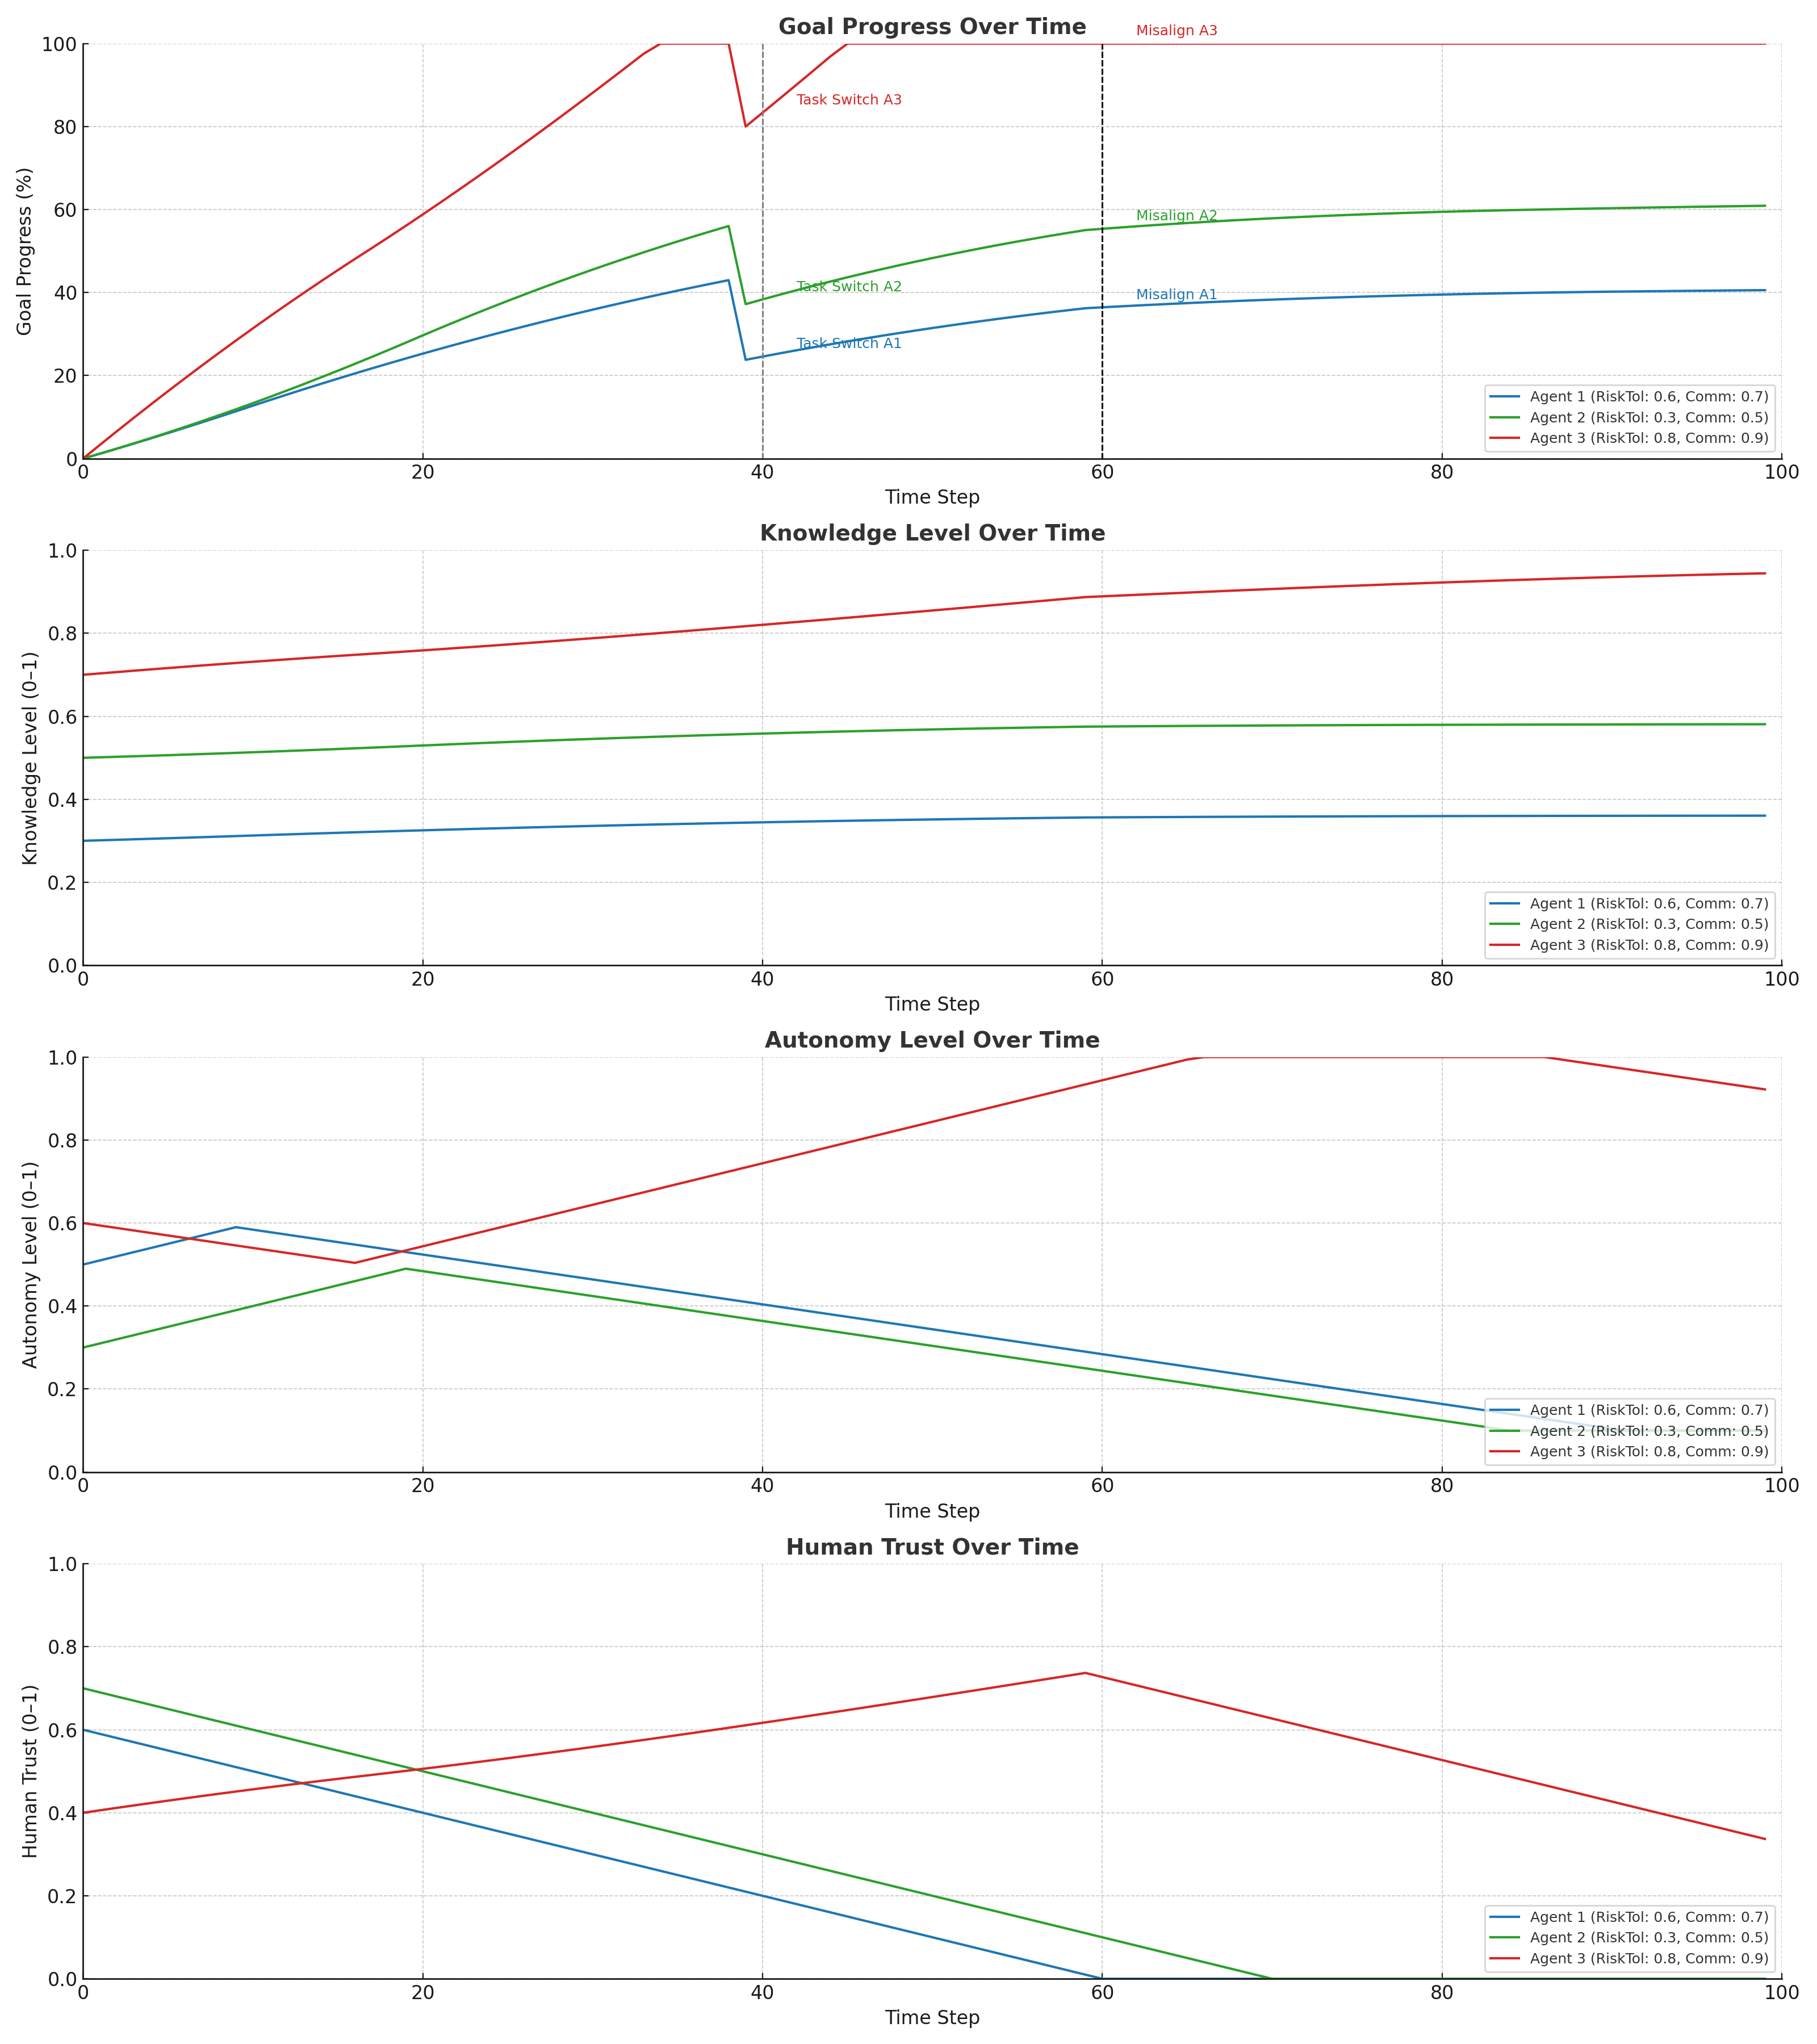 Goal Progress Over Time
Misalign A3
100
Task Switch A3
80
60
Misalign A2
Task Switch A2
40
Misalign A1
Task Switch A1
20
0
Goal Progress (%)
Agent 1 (RiskTol: 0.6, Comm: 0.7)
Agent 2 (RiskTol: 0.3, Comm: 0.5)
Agent 3 (RiskTol: 0.8, Comm: 0.9)
0 20 40 60 80 100
Time Step
Knowledge Level Over Time
1.0
0.8
0.6
0.4
0.2
0.0
Knowledge Level (0–1)
Agent 1 (RiskTol: 0.6, Comm: 0.7)
Agent 2 (RiskTol: 0.3, Comm: 0.5)
Agent 3 (RiskTol: 0.8, Comm: 0.9)
0 20 40 60 80 100
Time Step
Autonomy Level Over Time
1.0
0.8
0.6
0.4
0.2
0.0
Autonomy Level (0–1)
Agent 1 (RiskTol: 0.6, Comm: 0.7)
Agent 2 (RiskTol: 0.3, Comm: 0.5)
Agent 3 (RiskTol: 0.8, Comm: 0.9)
0 20 40 60 80 100
Time Step
Human Trust Over Time
1.0
0.8
0.6
0.4
0.2
0.0
Human Trust (0–1)
Agent 1 (RiskTol: 0.6, Comm: 0.7)
Agent 2 (RiskTol: 0.3, Comm: 0.5)
Agent 3 (RiskTol: 0.8, Comm: 0.9)
0 20 40 60 80 100
Time Step